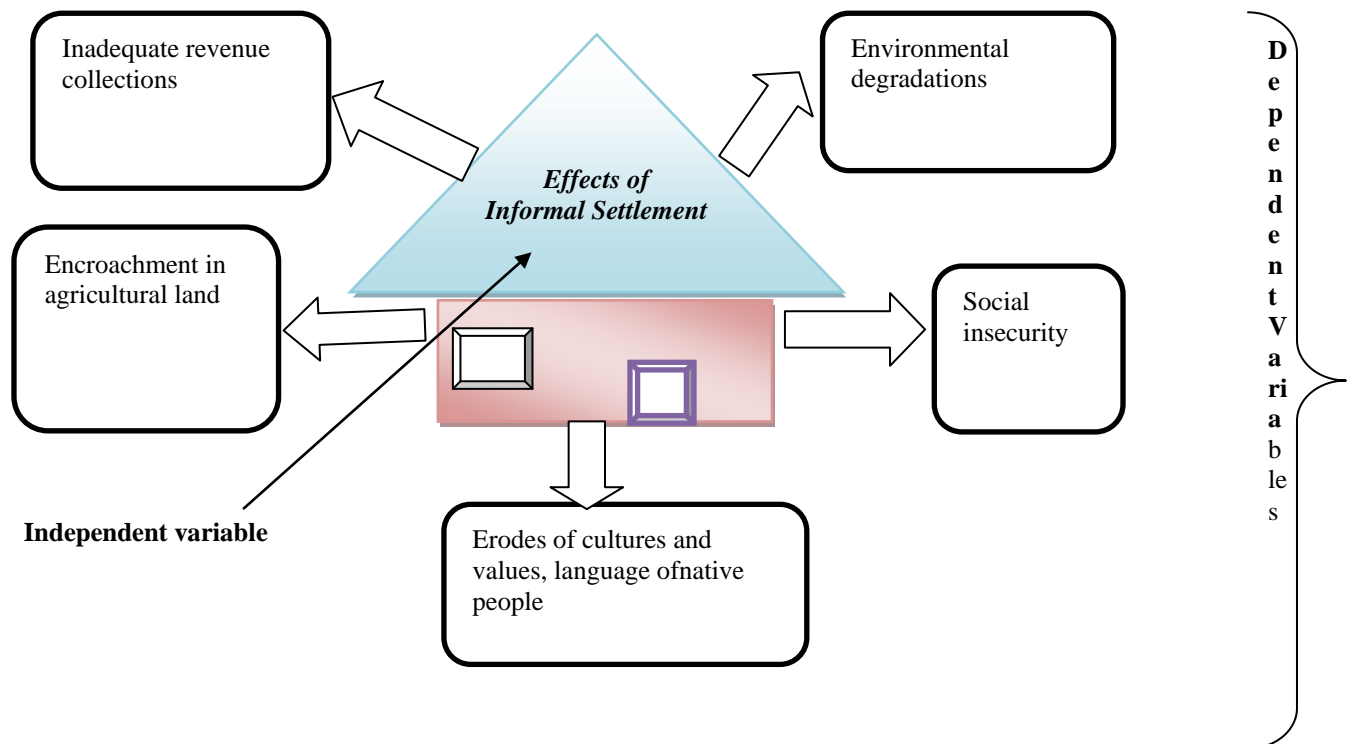 Inadequate revenue
collections
Environmental
degradations
Effects of
Informal Settlement
Encroachment in
agricultural land
Social
insecurity
Independent variable
Erodes of cultures and
values, language ofnative
people
D
e
p
e
n
d
e
n
t
V
a
ri
a
b
le
s